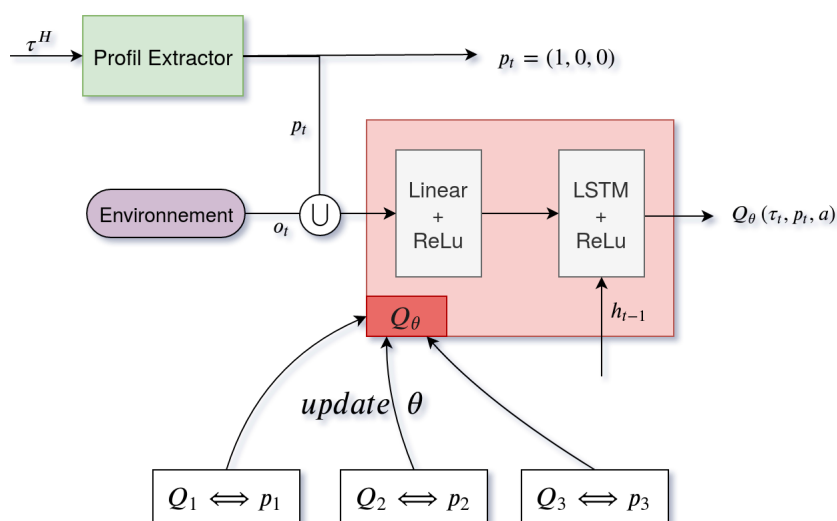 τ^H
Profil Extractor
p_t = (1, 0, 0)
p_t
Environnement
o_t
∪
Linear
+
ReLu
LSTM
+
ReLu
Q_θ (τ_t, p_t, a)
h_{t−1}
Q_θ
update θ
Q_1 ⟺ p_1
Q_2 ⟺ p_2
Q_3 ⟺ p_3